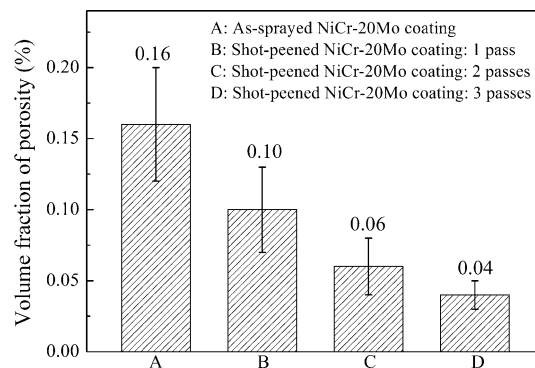 A: As-sprayed NiCr-20Mo coating
B: Shot-peened NiCr-20Mo coating: 1 pass
C: Shot-peened NiCr-20Mo coating: 2 passes
D: Shot-peened NiCr-20Mo coating: 3 passes
Volume fraction of porosity (%)
0.20
0.15
0.10
0.05
0.00
0.16
0.10
0.06
0.04
A
B
C
D